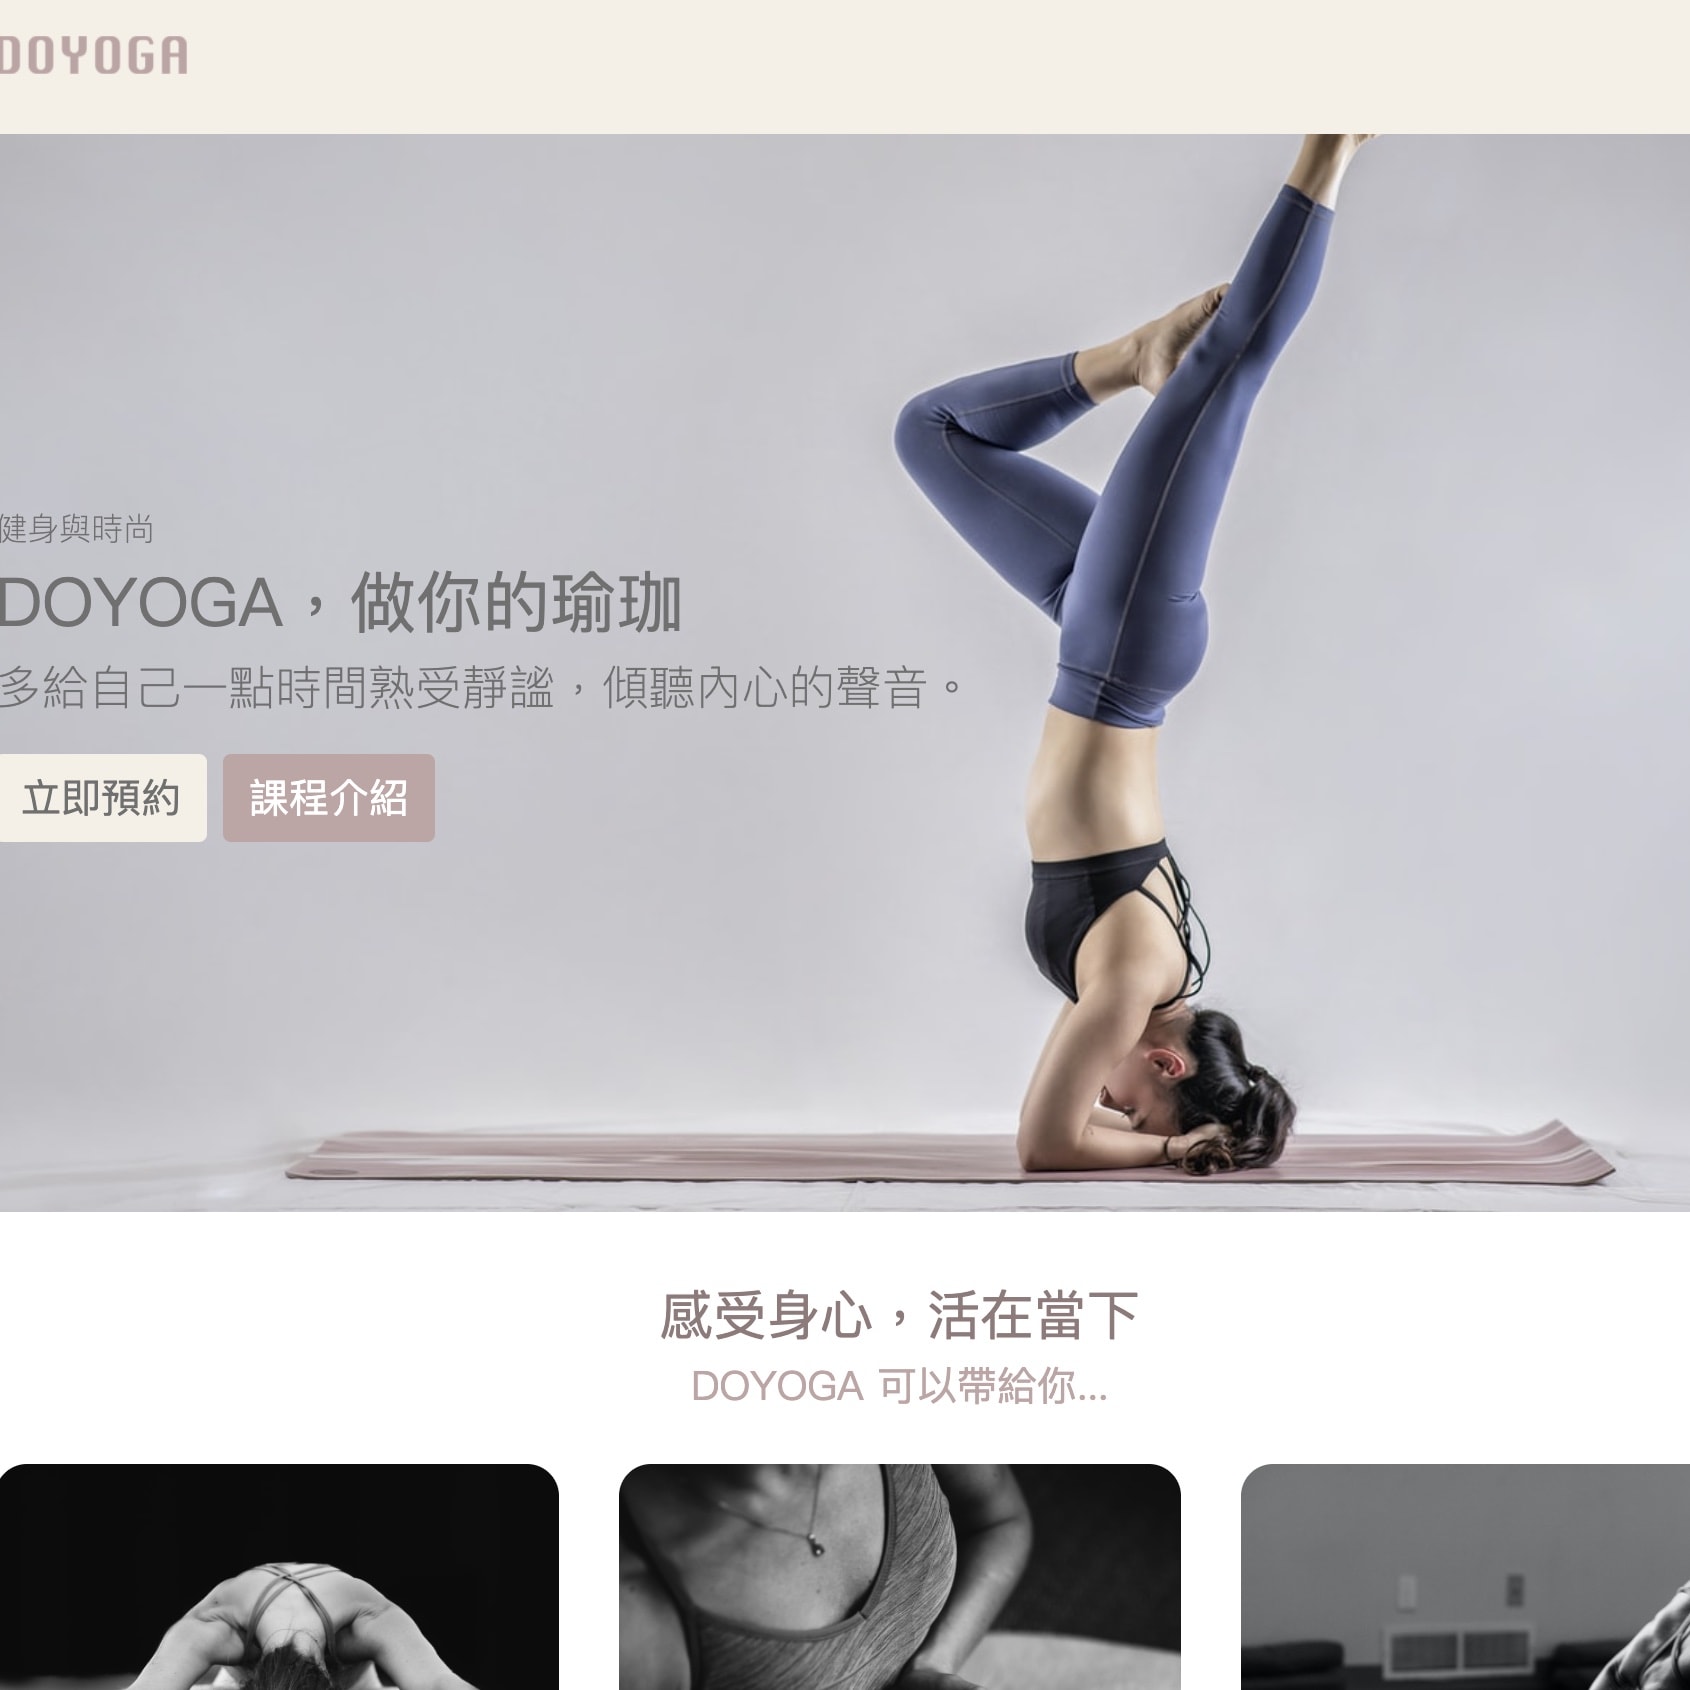 DOYOGA
健身與時尚
DOYOGA，做你的瑜珈
多給自己一點時間熟受靜謐，傾聽內心的聲音。
立即預約
課程介紹
感受身心，活在當下
DOYOGA 可以帶給你...